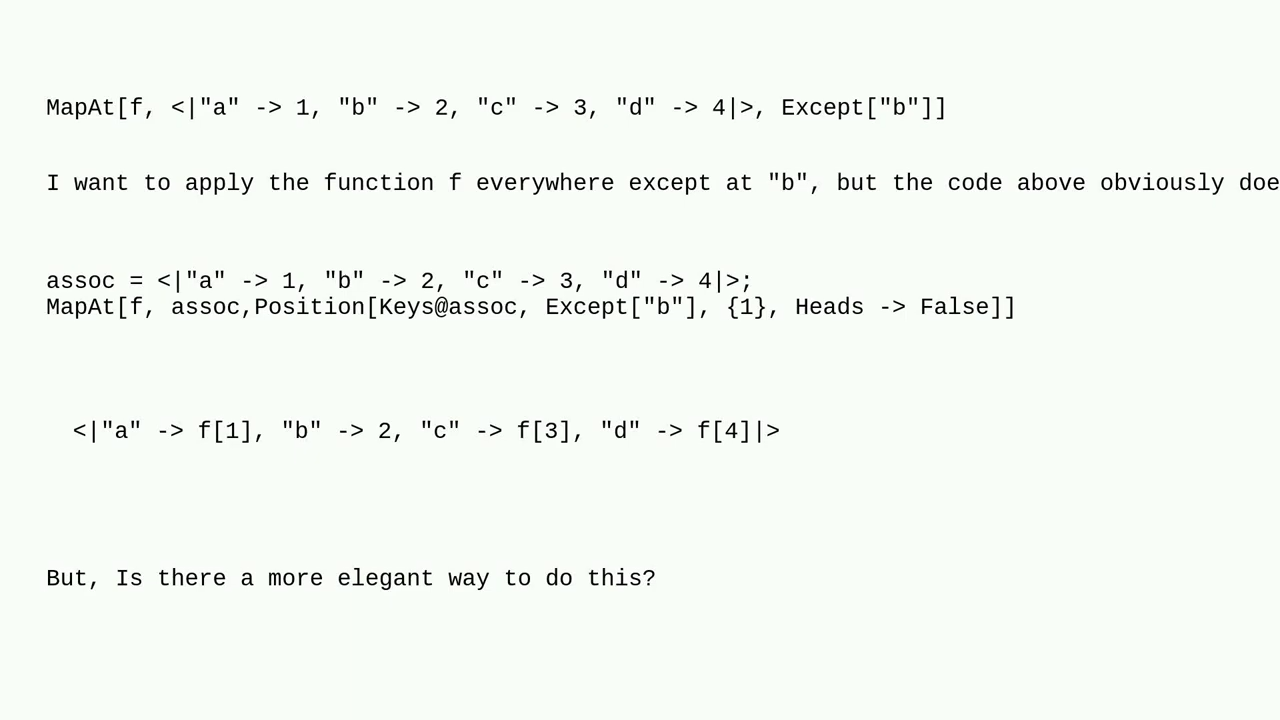 MapAt[f, <|"a" -> 1, "b" -> 2, "c" -> 3, "d" -> 4|>, Except["b"]]
I want to apply the function f everywhere except at "b", but the code above obviously
assoc = <|"a" -> 1, "b" -> 2, "c" -> 3, "d" -> 4|>;
MapAt[f, assoc,Position[Keys@assoc, Except["b"], {1}, Heads -> False]]
<|"a" -> f[1], "b" -> 2, "c" -> f[3], "d" -> f[4]|>
But, Is there a more elegant way to do this?